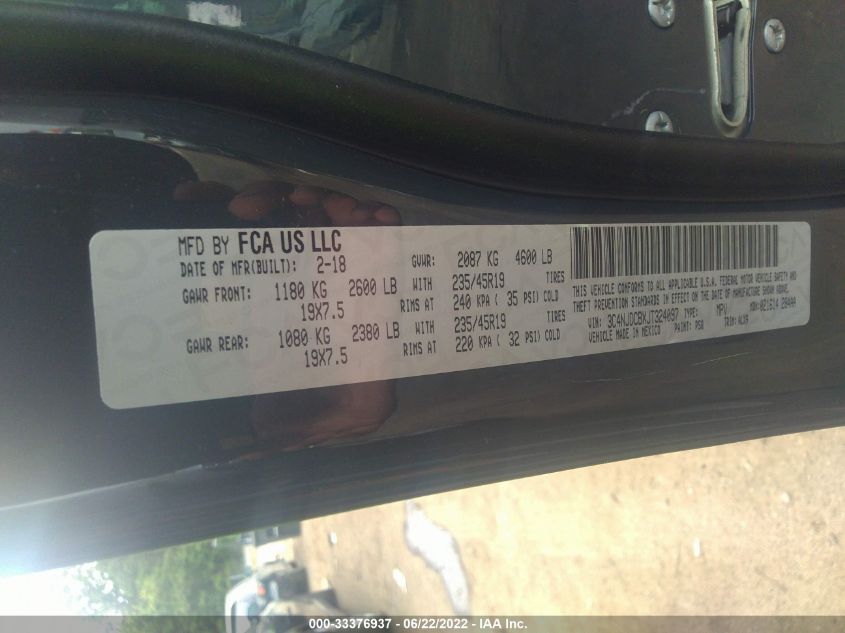 MFD BY FCA US LLC
DATE OF MFR(BUILT): 2-18 GVWR: 2087 KG 4600 LB
GAWR FRONT: 1180 KG 2600 LB WITH 235/45R19 TIRES
19X7.5 RIMS AT 240 KPA ( 35 PSI) COLD
GAWR REAR: 1080 KG 2380 LB WITH 235/45R19 TIRES
19X7.5 RIMS AT 220 KPA ( 32 PSI) COLD
THIS VEHICLE CONFORMS TO ALL APPLICABLE U.S.A. FEDERAL MOTOR VEHICLE SAFETY AND
THEFT PREVENTION STANDARDS IN EFFECT ON THE DATE OF MANUFACTURE SHOWN ABOVE.
VIN: 3C4NJDCBXJT324097 TYPE: MPV MDH:021614
VEHICLE MADE IN MEXICO PAINT: TRIM:
000-33376937 - 06/22/2022 - IAA Inc.